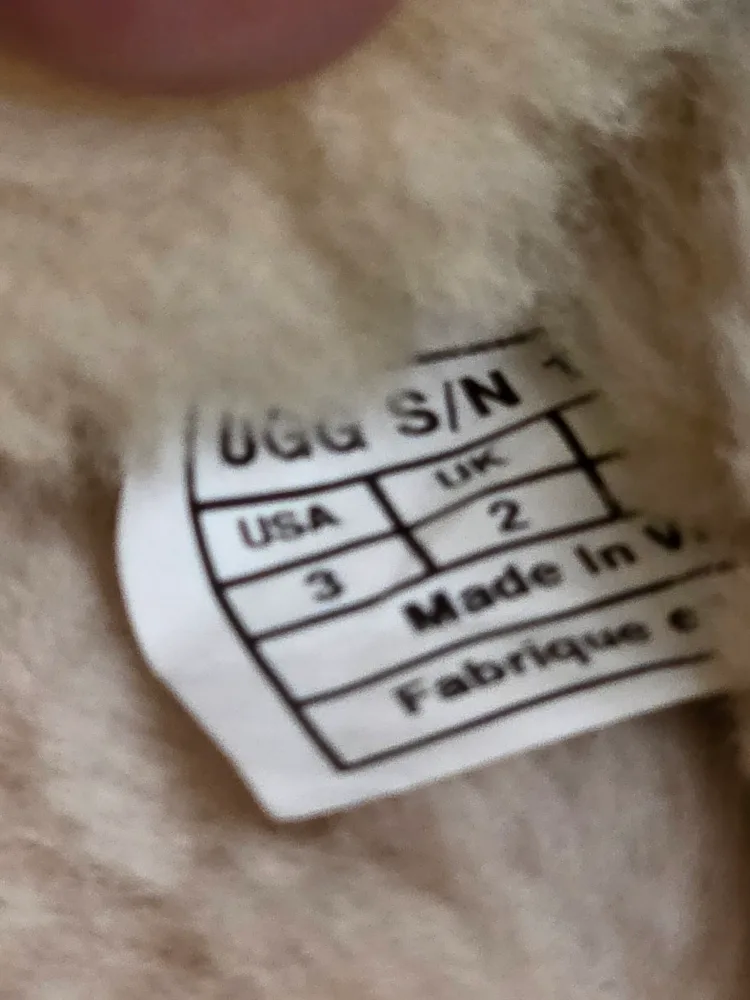 UGG S/N
USA UK
3 2
Made In V
Fabrique e